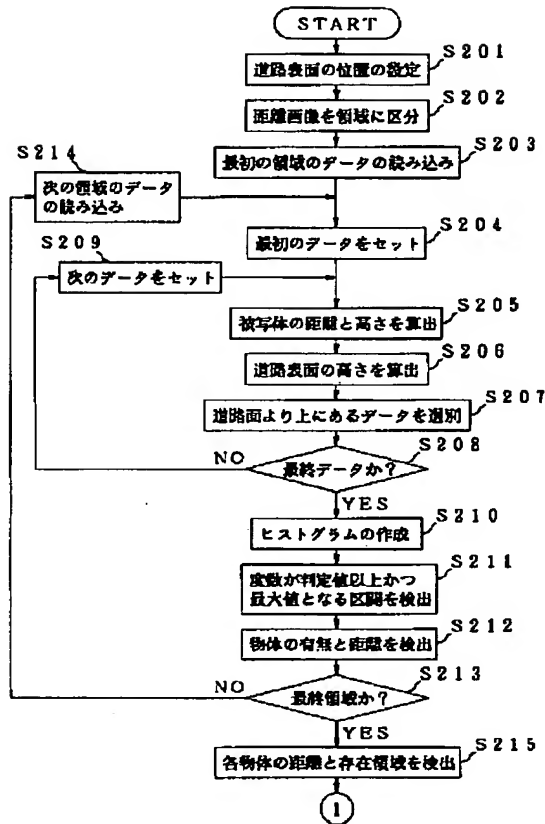 START
S201
道路表面の位置の設定
S202
距離画像を領域に区分
S203
最初の領域のデータの読み込み
S214
次の領域のデータ
の読み込み
S204
最初のデータをセット
S209
次のデータをセット
S205
被写体の距離と高さを算出
S206
道路表面の高さを算出
S207
道路面より上にあるデータを選別
S208
最終データか?
NO
YES
S210
ヒストグラムの作成
S211
度数が判定値以上かつ
最大値となる区間を検出
S212
物体の有無と距離を検出
S213
最終領域か?
NO
YES
S215
各物体の距離と存在領域を検出
1